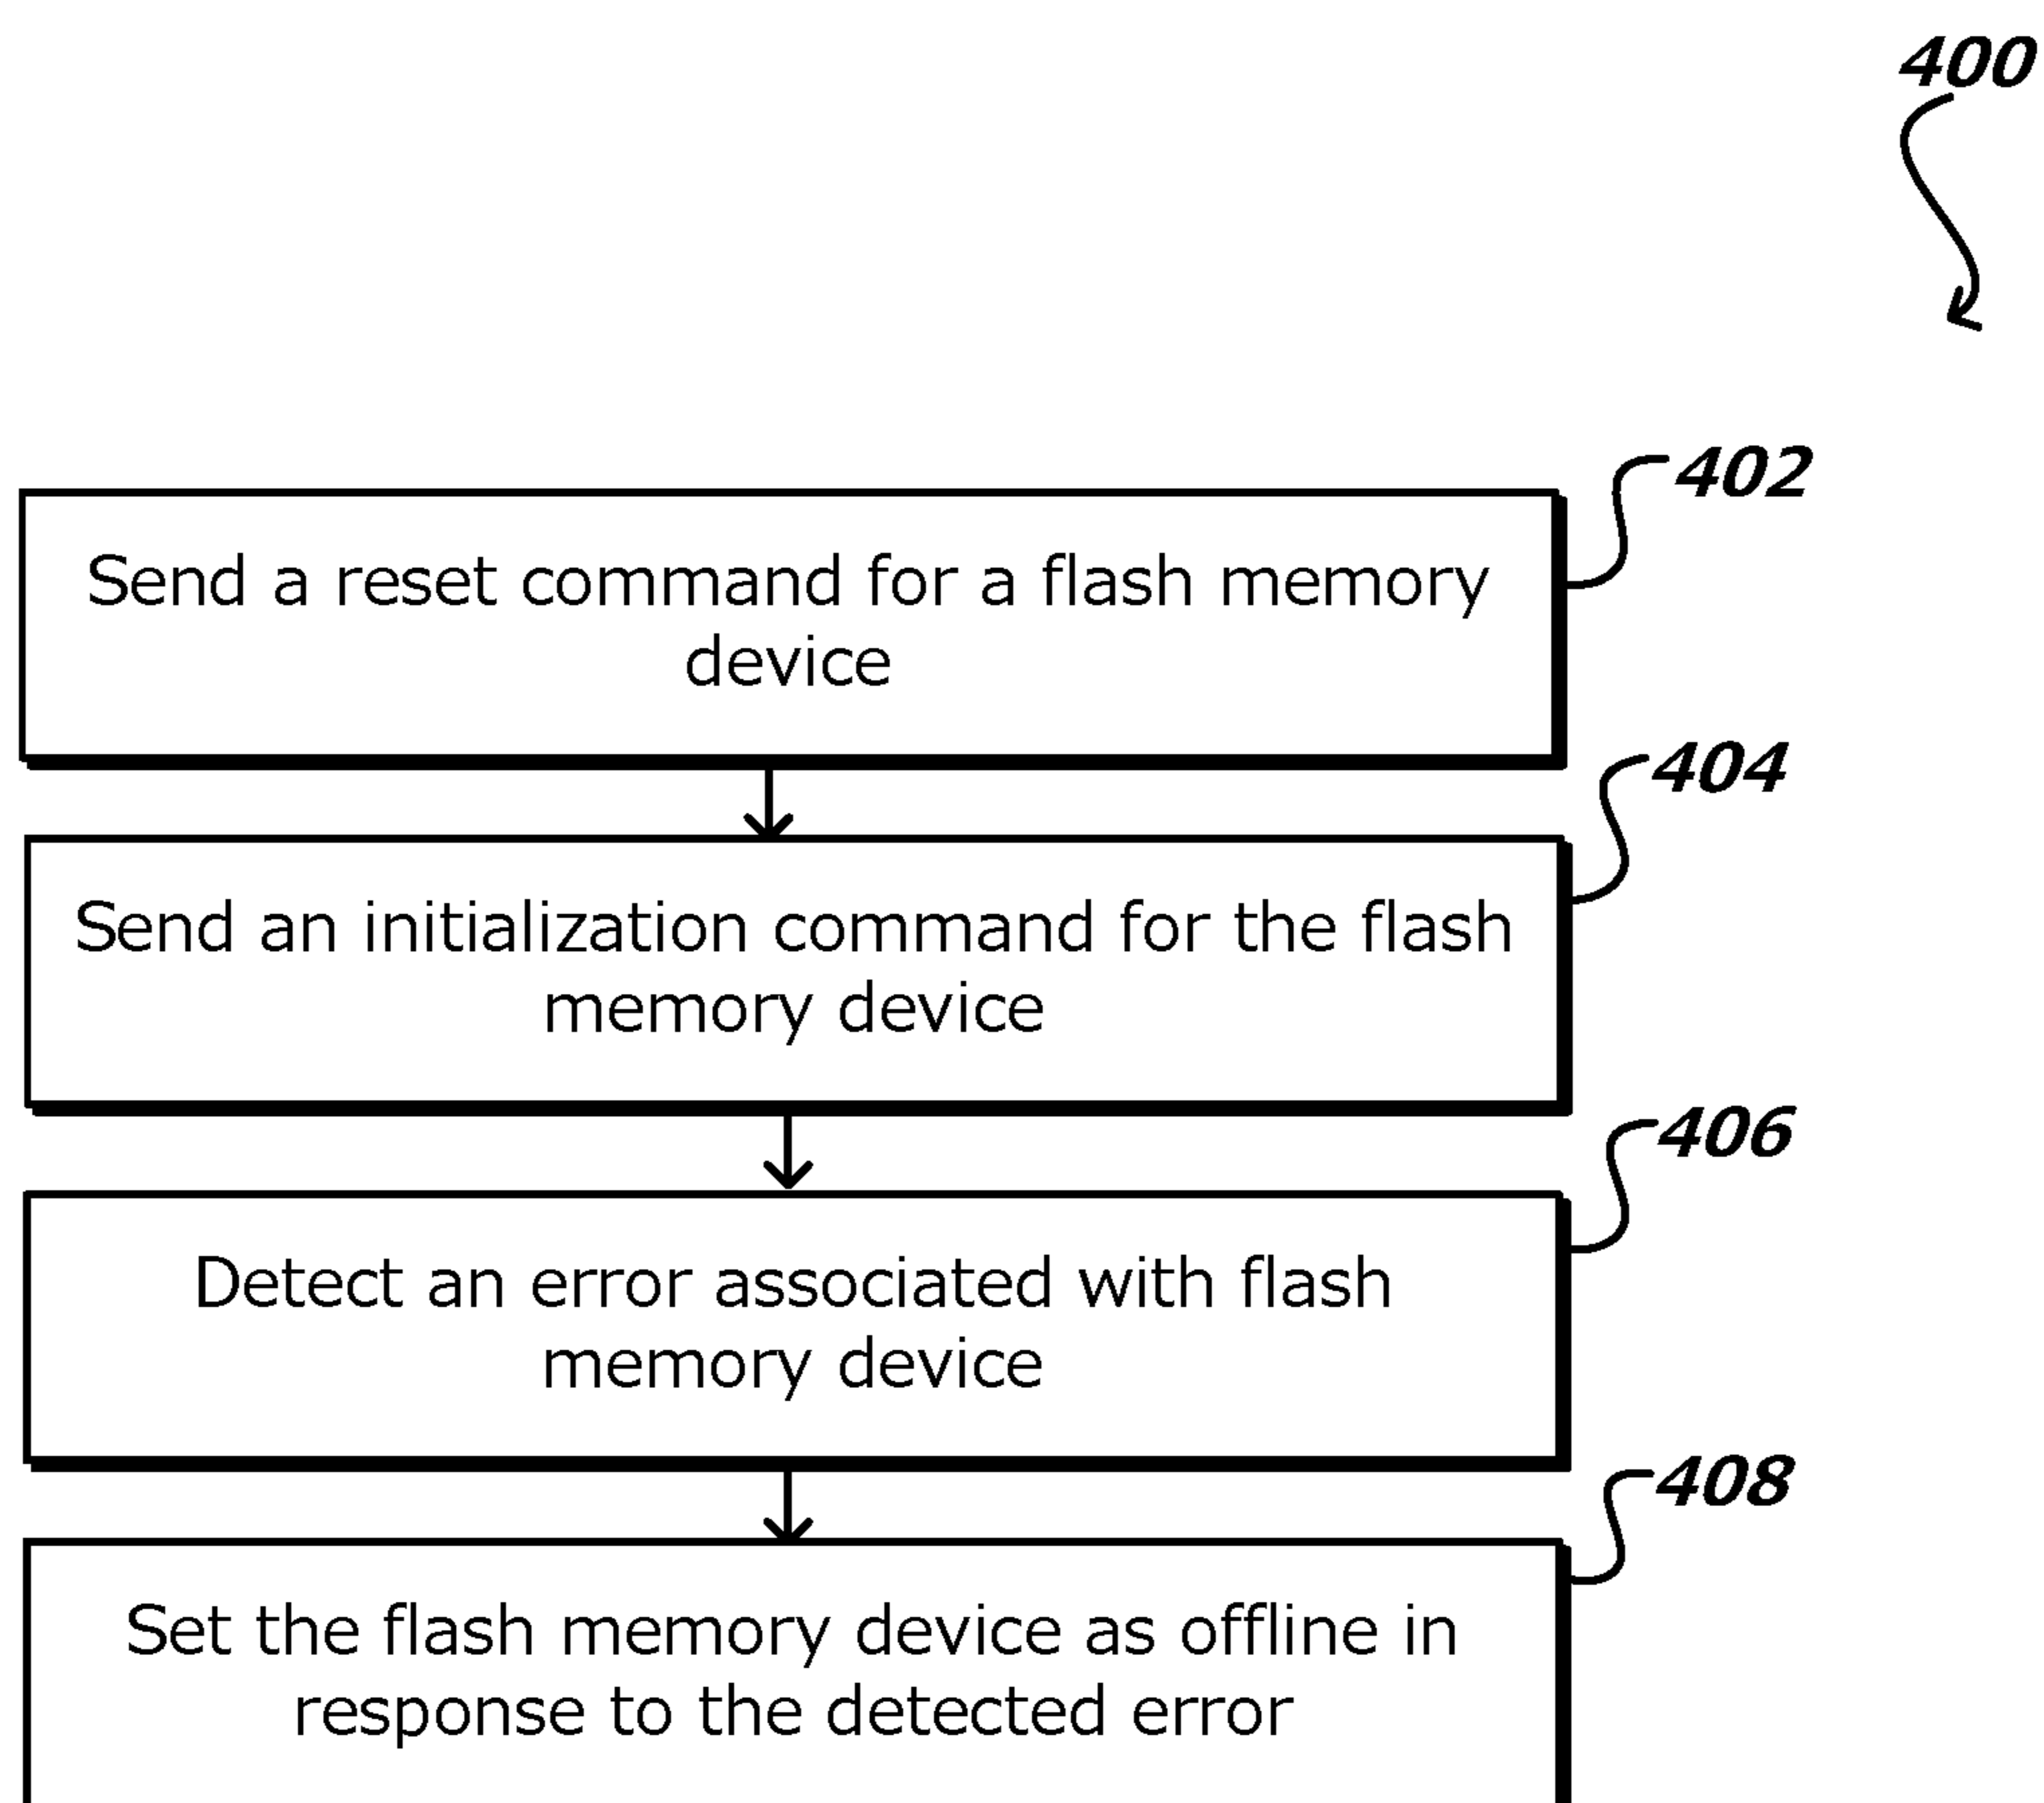 400
402
Send a reset command for a flash memory
device
404
Send an initialization command for the flash
memory device
406
Detect an error associated with flash
memory device
408
Set the flash memory device as offline in
response to the detected error